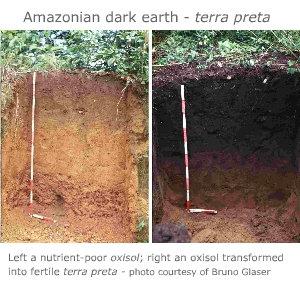 Amazonian dark earth - terra preta
Left a nutrient-poor oxisol; right an oxisol transformed
into fertile terra preta - photo courtesy of Bruno Glaser